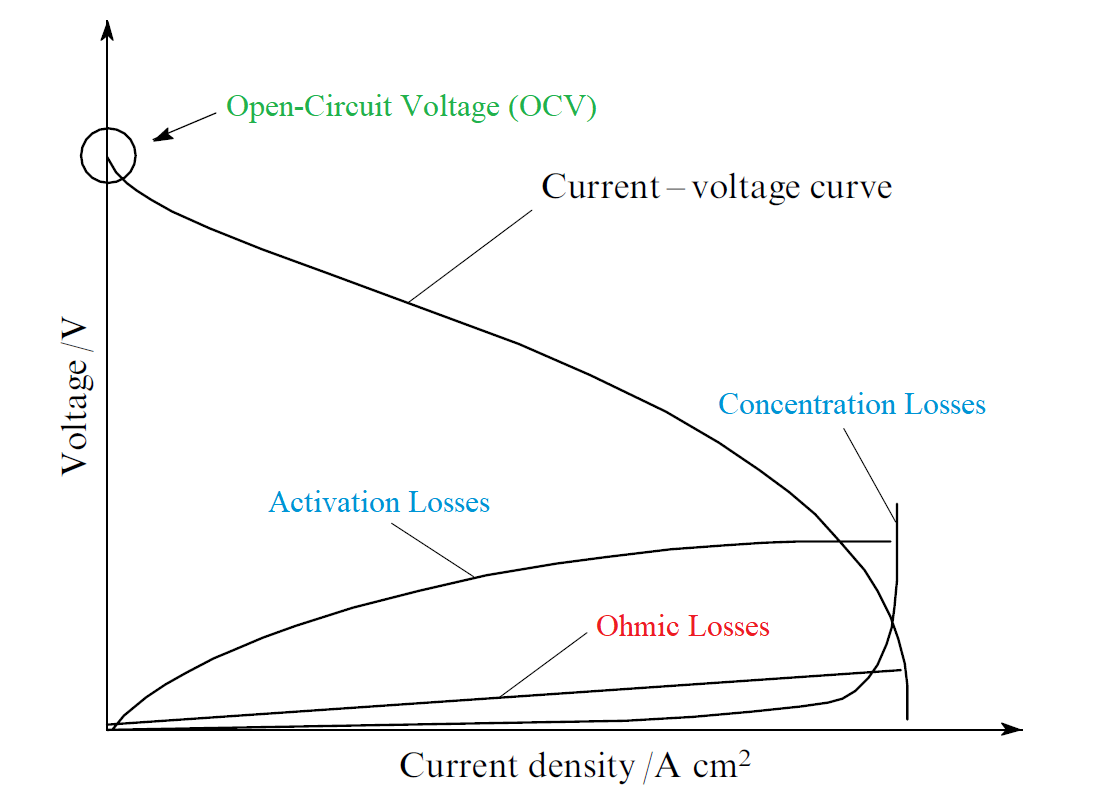 Open-Circuit Voltage (OCV)
Current – voltage curve
Voltage /V
Concentration Losses
Activation Losses
Ohmic Losses
Current density /A cm²